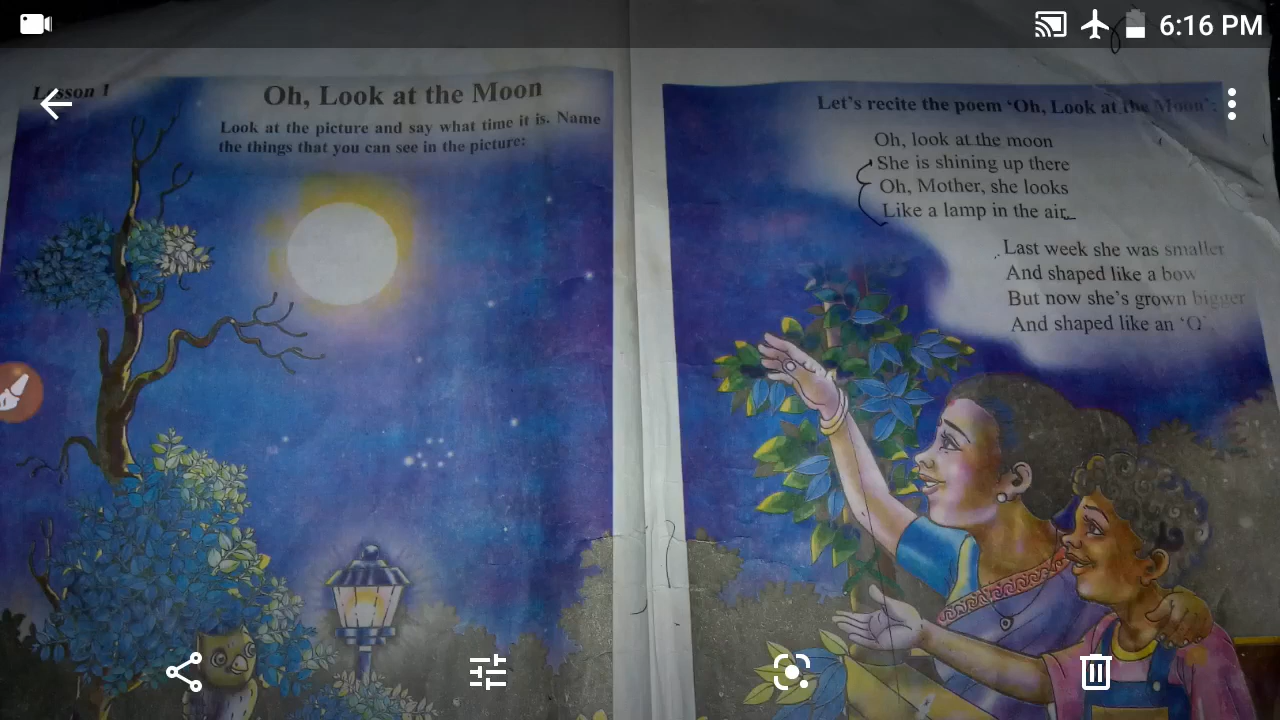 6:16 PM
Lesson 1
Oh, Look at the Moon
Look at the picture and say what time it is. Name
the things that you can see in the picture:
Let's recite the poem 'Oh, Look at the Moon':
Oh, look at the moon
She is shining up there
Oh, Mother, she looks
Like a lamp in the air
Last week she was smaller
And shaped like a bow
But now she's grown bigger
And shaped like an 'O'.